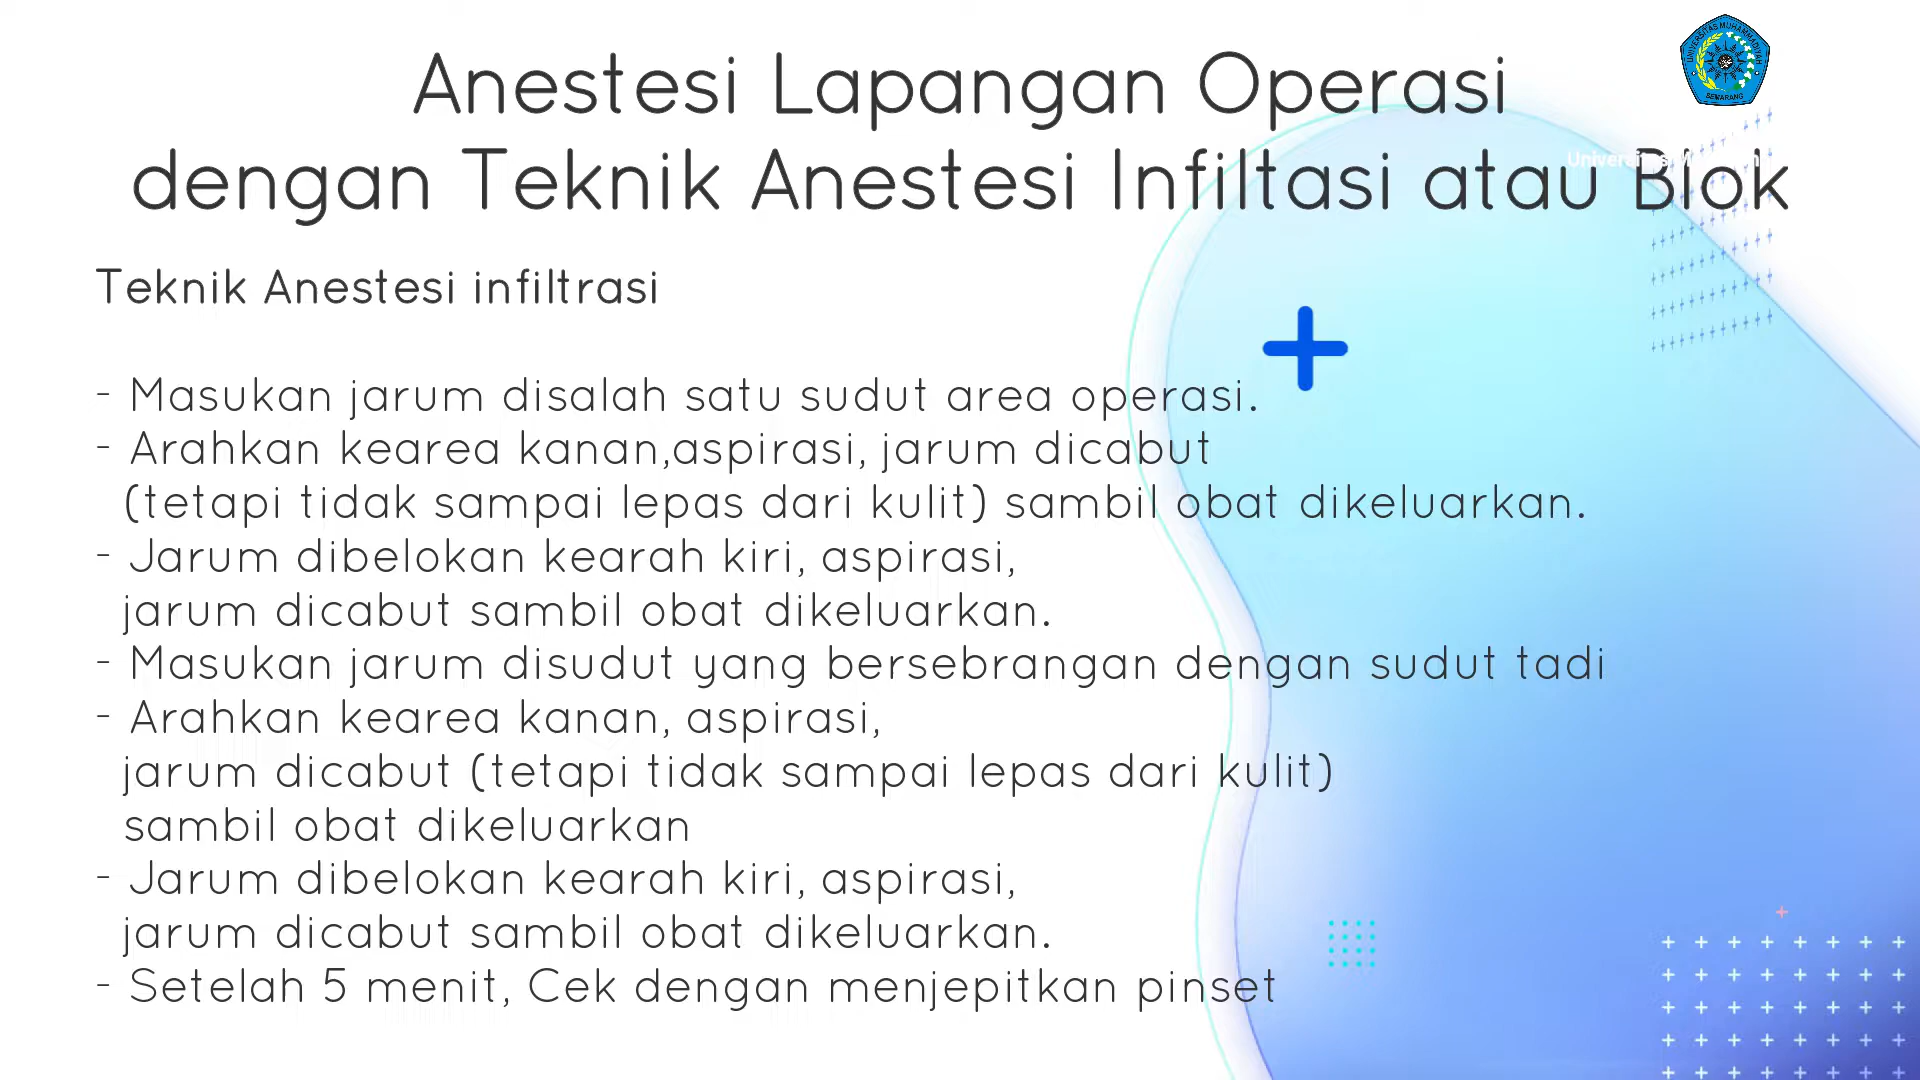 UNIVERSITAS MUHAMMADIYAH
SEMARANG
Anestesi Lapangan Operasi
dengan Teknik Anestesi Infiltasi atau Blok
Teknik Anestesi infiltrasi
- Masukan jarum disalah satu sudut area operasi.
- Arahkan kearea kanan,aspirasi, jarum dicabut
(tetapi tidak sampai lepas dari kulit) sambil obat dikeluarkan.
- Jarum dibelokan kearah kiri, aspirasi,
jarum dicabut sambil obat dikeluarkan.
- Masukan jarum disudut yang bersebrangan dengan sudut tadi
- Arahkan kearea kanan, aspirasi,
jarum dicabut (tetapi tidak sampai lepas dari kulit)
sambil obat dikeluarkan
- Jarum dibelokan kearah kiri, aspirasi,
jarum dicabut sambil obat dikeluarkan.
- Setelah 5 menit, Cek dengan menjepitkan pinset